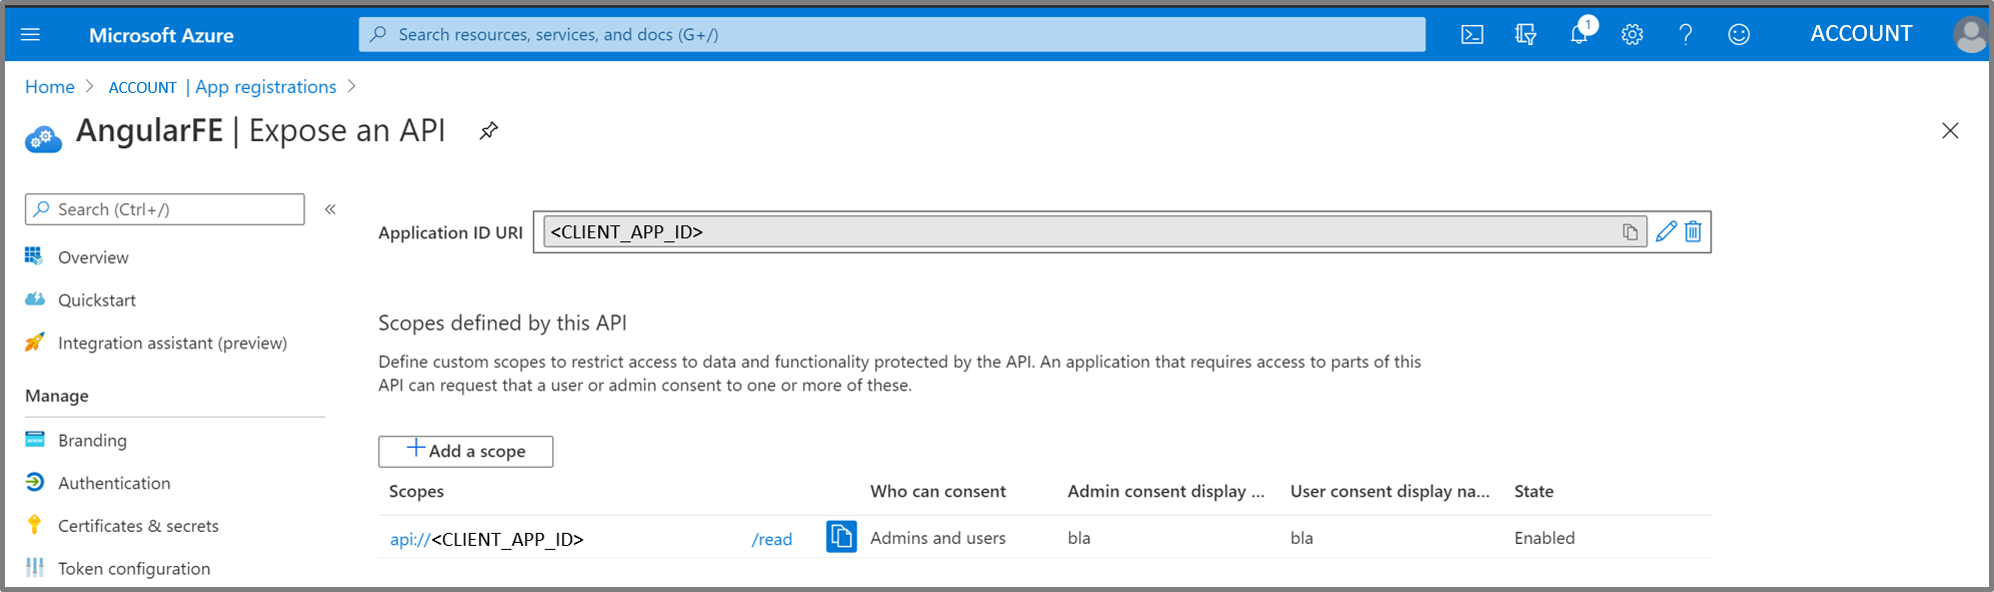 Microsoft Azure
Search resources, services, and docs (G+/)
1
ACCOUNT
Home > ACCOUNT | App registrations >
AngularFE | Expose an API
Search (Ctrl+/)
«
Overview
Quickstart
Integration assistant (preview)
Manage
Branding
Authentication
Certificates & secrets
Token configuration
Application ID URI <CLIENT_APP_ID>
Scopes defined by this API
Define custom scopes to restrict access to data and functionality protected by the API. An application that requires access to parts of this
API can request that a user or admin consent to one or more of these.
+ Add a scope
Scopes Who can consent Admin consent display ... User consent display na... State
api://<CLIENT_APP_ID> /read Admins and users bla bla Enabled